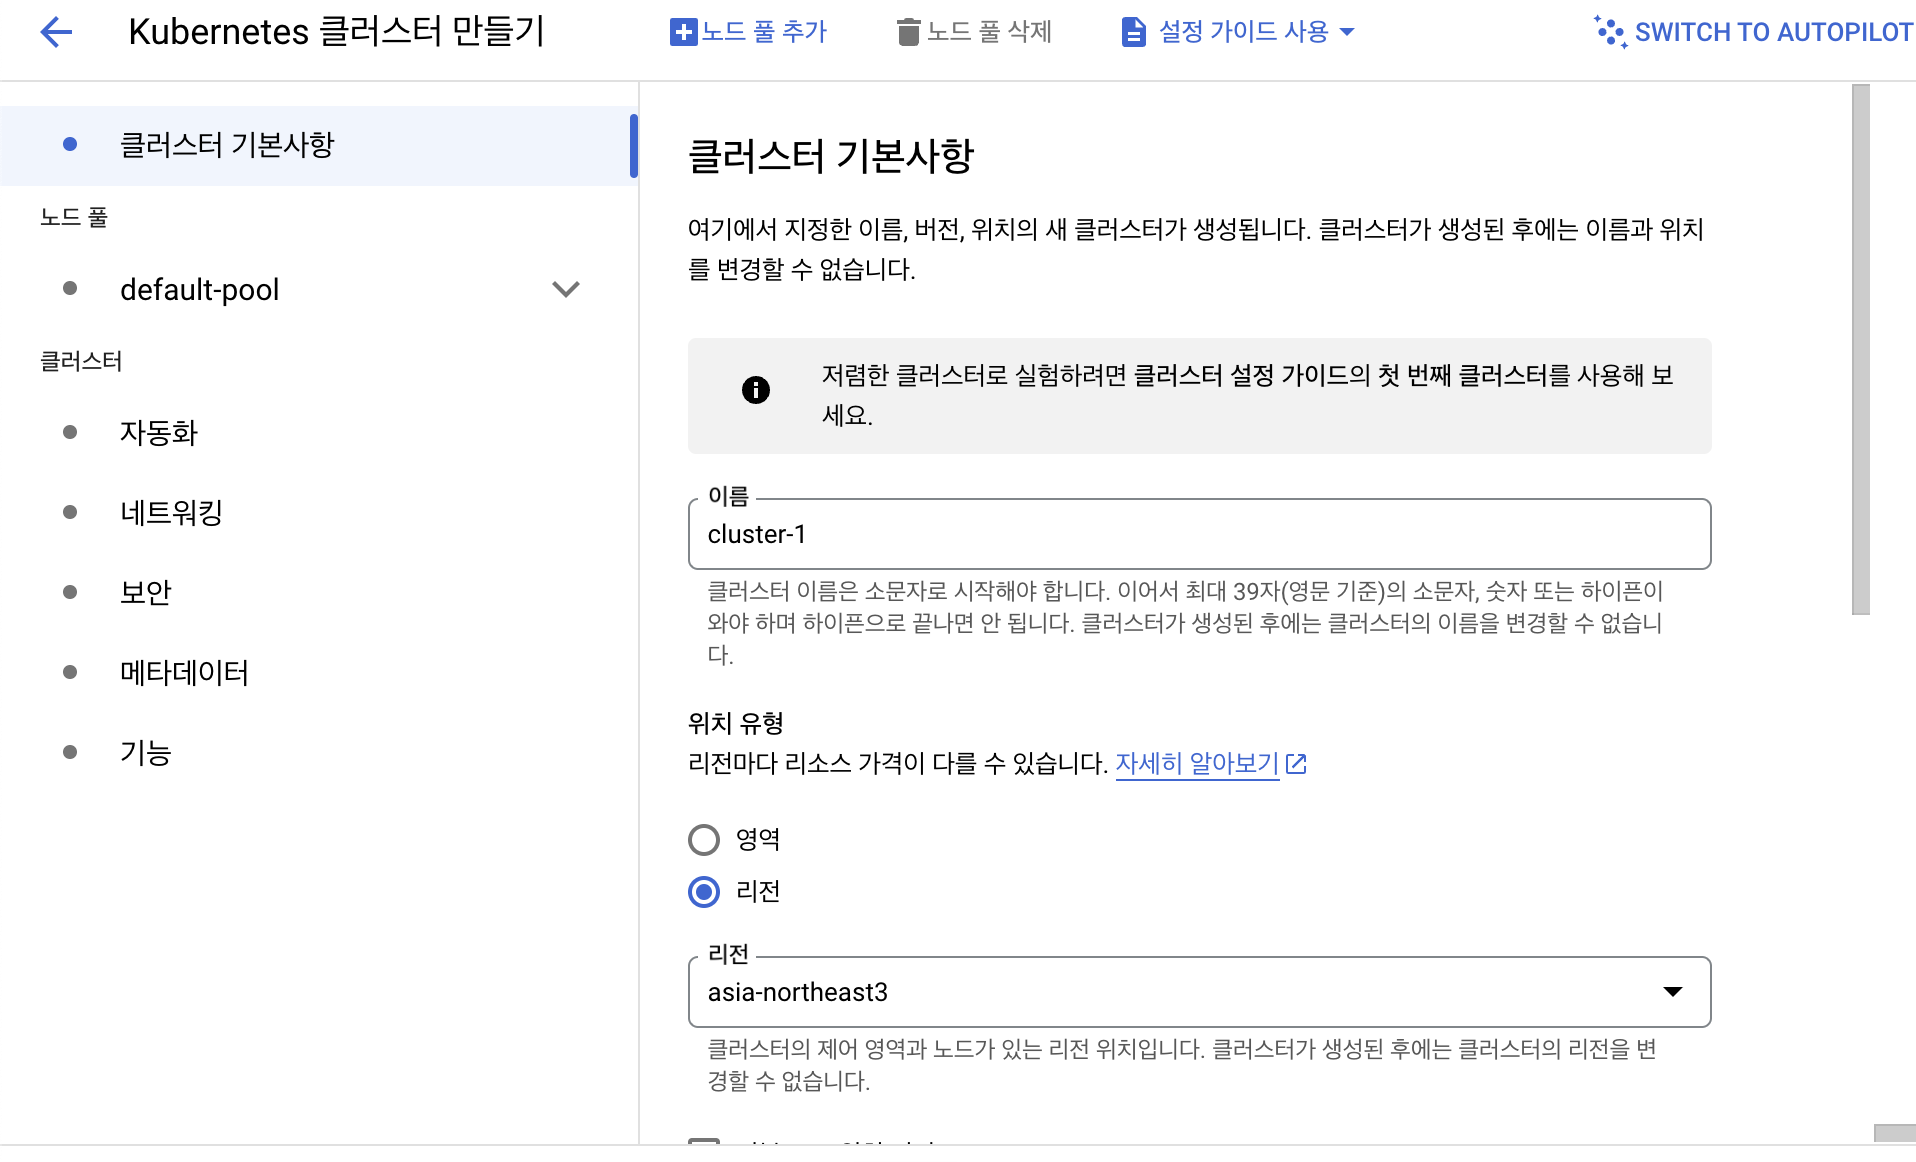 Kubernetes 클러스터 만들기
노드 풀 추가
노드 풀 삭제
설정 가이드 사용
SWITCH TO AUTOPILOT
클러스터 기본사항
노드 풀
default-pool
클러스터
자동화
네트워킹
보안
메타데이터
기능
클러스터 기본사항
여기에서 지정한 이름, 버전, 위치의 새 클러스터가 생성됩니다. 클러스터가 생성된 후에는 이름과 위치
를 변경할 수 없습니다.
저렴한 클러스터로 실험하려면 클러스터 설정 가이드의 첫 번째 클러스터를 사용해 보
세요.
이름
cluster-1
클러스터 이름은 소문자로 시작해야 합니다. 이어서 최대 39자(영문 기준)의 소문자, 숫자 또는 하이픈이
와야 하며 하이픈으로 끝나면 안 됩니다. 클러스터가 생성된 후에는 클러스터의 이름을 변경할 수 없습니
다.
위치 유형
리전마다 리소스 가격이 다를 수 있습니다. 자세히 알아보기
영역
리전
리전
asia-northeast3
클러스터의 제어 영역과 노드가 있는 리전 위치입니다. 클러스터가 생성된 후에는 클러스터의 리전을 변
경할 수 없습니다.